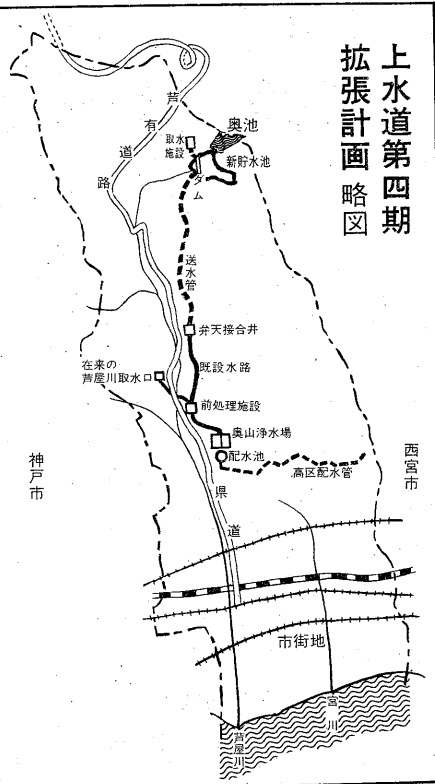 上水道第四期
拡張計画 略図
芦有道路
取水
施設
奥池
新貯水池
ダム
送水管
弁天接合井
在来の
芦屋川取水口
既設水路
前処理施設
奥山浄水場
配水池
高区配水管
神戸市
西宮市
県道
市街地
宮川
芦屋川